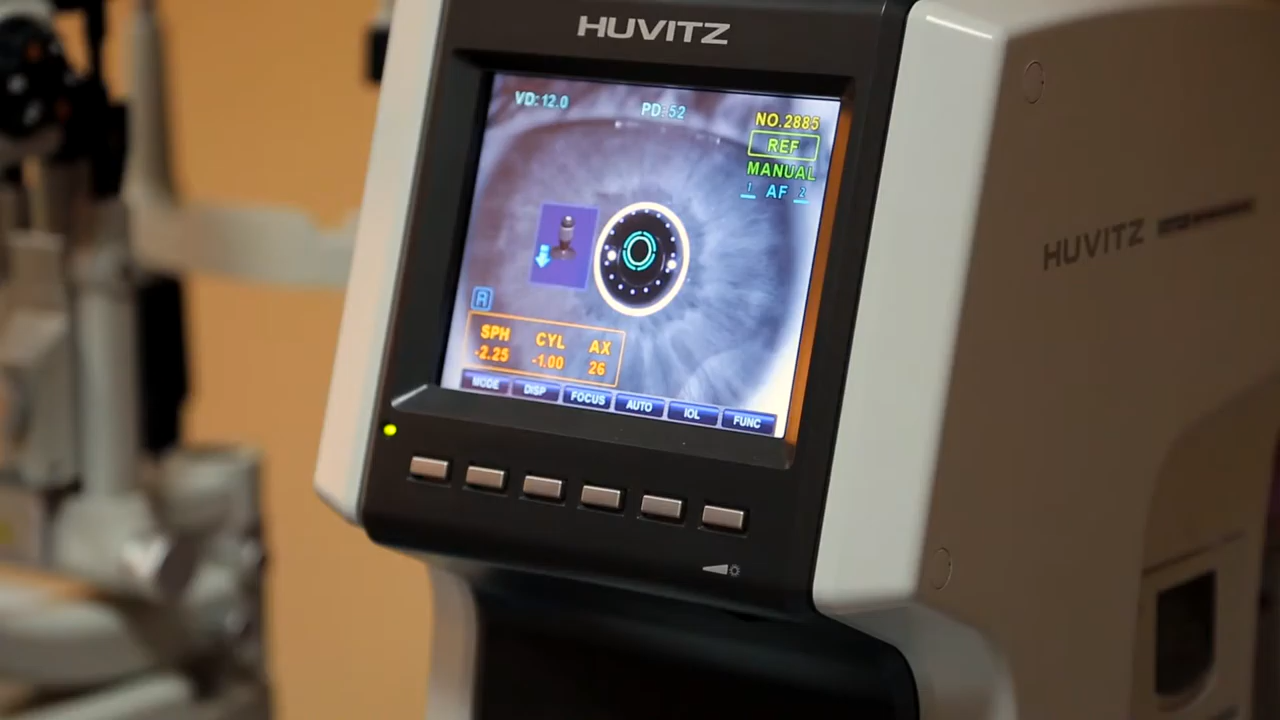 HUVITZ
VD:12.0
PD:52
NO.2885
REF
MANUAL
1 AF 2
R
SPH CYL AX
-2.25 -1.00 26
MODE DISP FOCUS AUTO IOL FUNC
HUVITZ